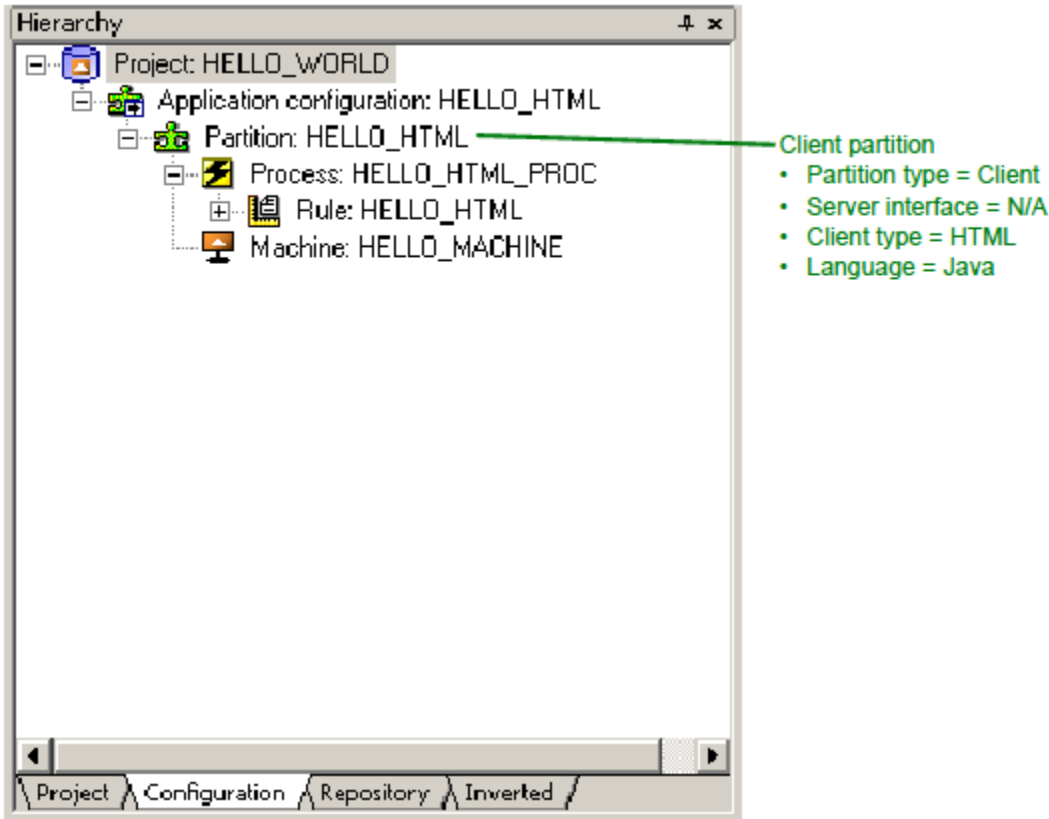 Hierarchy
Project: HELLO_WORLD
Application configuration: HELLO_HTML
Partition: HELLO_HTML
Process: HELLO_HTML_PROC
Rule: HELLO_HTML
Machine: HELLO_MACHINE
Client partition
• Partition type = Client
• Server interface = N/A
• Client type = HTML
• Language = Java
Project Configuration Repository Inverted